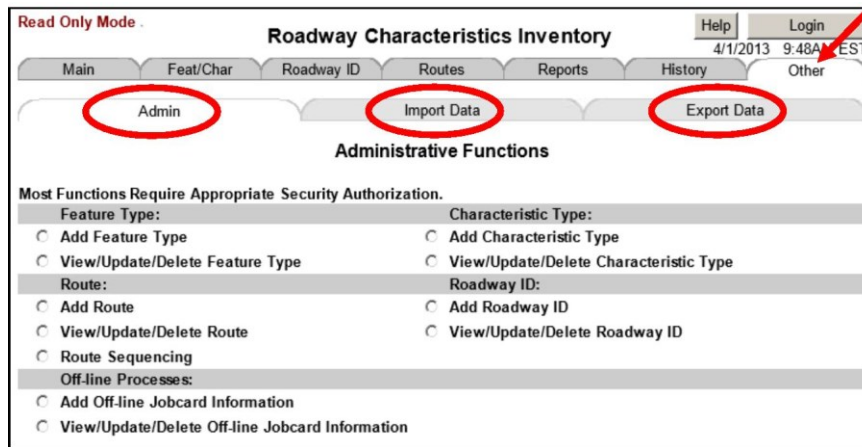 Read Only Mode .
Roadway Characteristics Inventory
Help Login
4/1/2013 9:48AM EST
Main Feat/Char Roadway ID Routes Reports History Other
Admin Import Data Export Data
Administrative Functions
Most Functions Require Appropriate Security Authorization.
Feature Type: Characteristic Type:
Add Feature Type Add Characteristic Type
View/Update/Delete Feature Type View/Update/Delete Characteristic Type
Route: Roadway ID:
Add Route Add Roadway ID
View/Update/Delete Route View/Update/Delete Roadway ID
Route Sequencing
Off-line Processes:
Add Off-line Jobcard Information
View/Update/Delete Off-line Jobcard Information